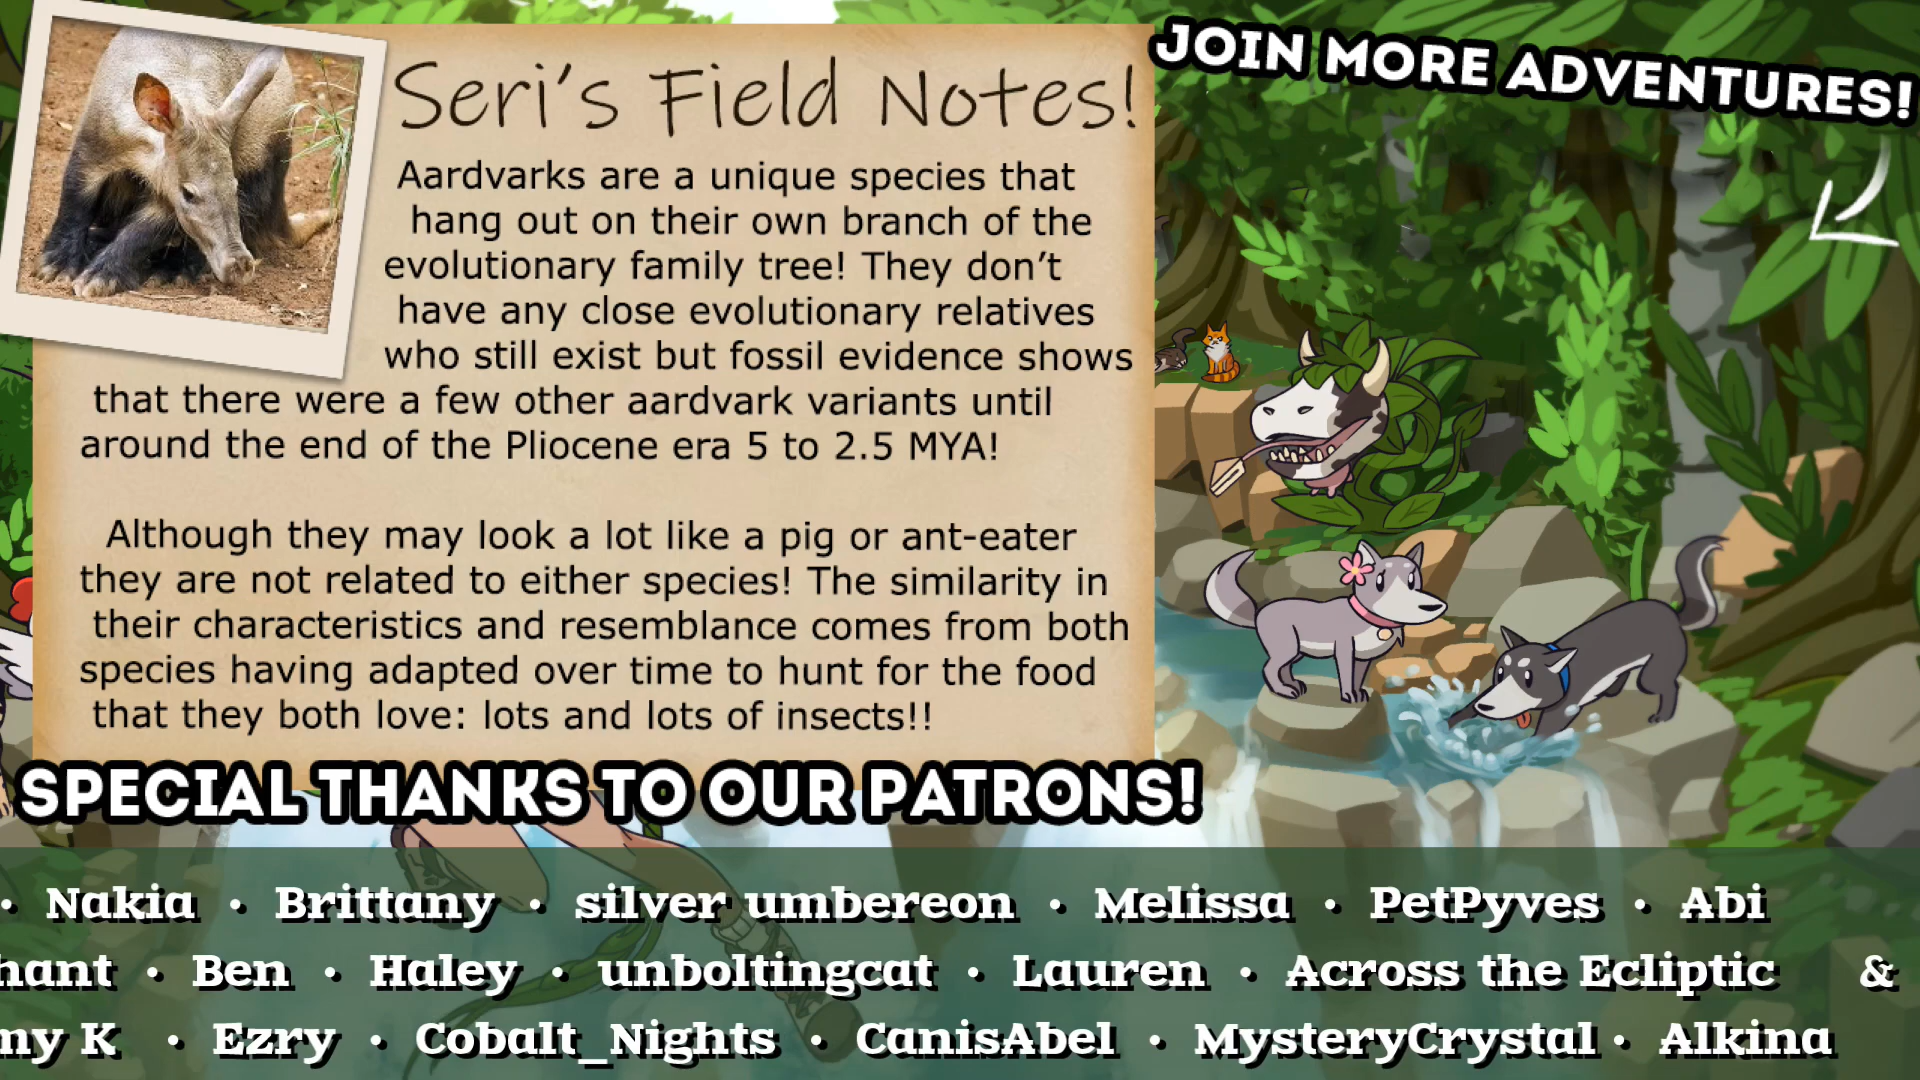 Seri's Field Notes!
JOIN MORE ADVENTURES!
Aardvarks are a unique species that
hang out on their own branch of the
evolutionary family tree! They don't
have any close evolutionary relatives
who still exist but fossil evidence shows
that there were a few other aardvark variants until
around the end of the Pliocene era 5 to 2.5 MYA!
Although they may look a lot like a pig or ant-eater
they are not related to either species! The similarity in
their characteristics and resemblance comes from both
species having adapted over time to hunt for the food
that they both love: lots and lots of insects!!
SPECIAL THANKS TO OUR PATRONS!
• Nakia • Brittany • silver umbereon • Melissa • PetPyves • Abi
hant • Ben • Haley • unboltingcat • Lauren • Across the Ecliptic &
my K • Ezry • Cobalt_Nights • CanisAbel • MysteryCrystal • Alkina